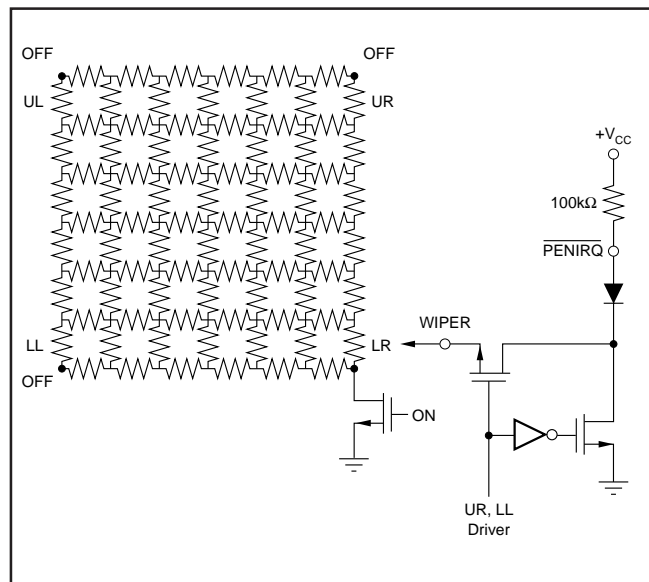 OFF
OFF
UL
UR
+VCC
100kΩ
PENIRQ
WIPER
LL
LR
OFF
ON
UR, LL
Driver